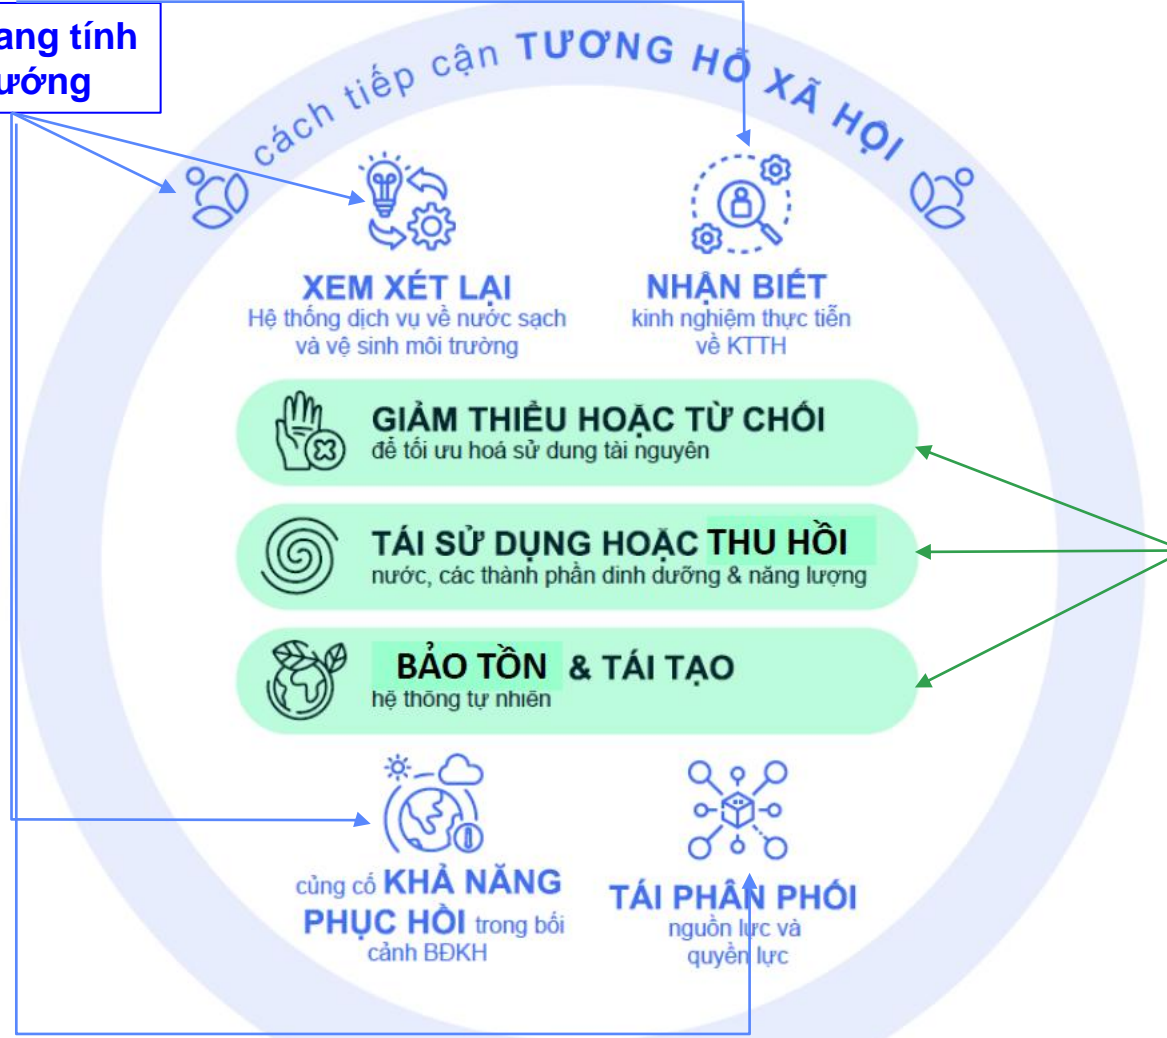 ang tính
ướng
cách tiếp cận TƯƠNG HỖ XÃ HỘI
XEM XÉT LẠI
Hệ thống dịch vụ về nước sạch
và vệ sinh môi trường
NHẬN BIẾT
kinh nghiệm thực tiễn
về KTTH
GIẢM THIỂU HOẶC TỪ CHỐI
để tối ưu hoá sử dung tài nguyên
TÁI SỬ DỤNG HOẶC THU HỒI
nước, các thành phần dinh dưỡng & năng lượng
BẢO TỒN & TÁI TẠO
hệ thống tự nhiên
củng cố KHẢ NĂNG
PHỤC HỒI trong bối
cảnh BĐKH
TÁI PHÂN PHỐI
nguồn lực và
quyền lực